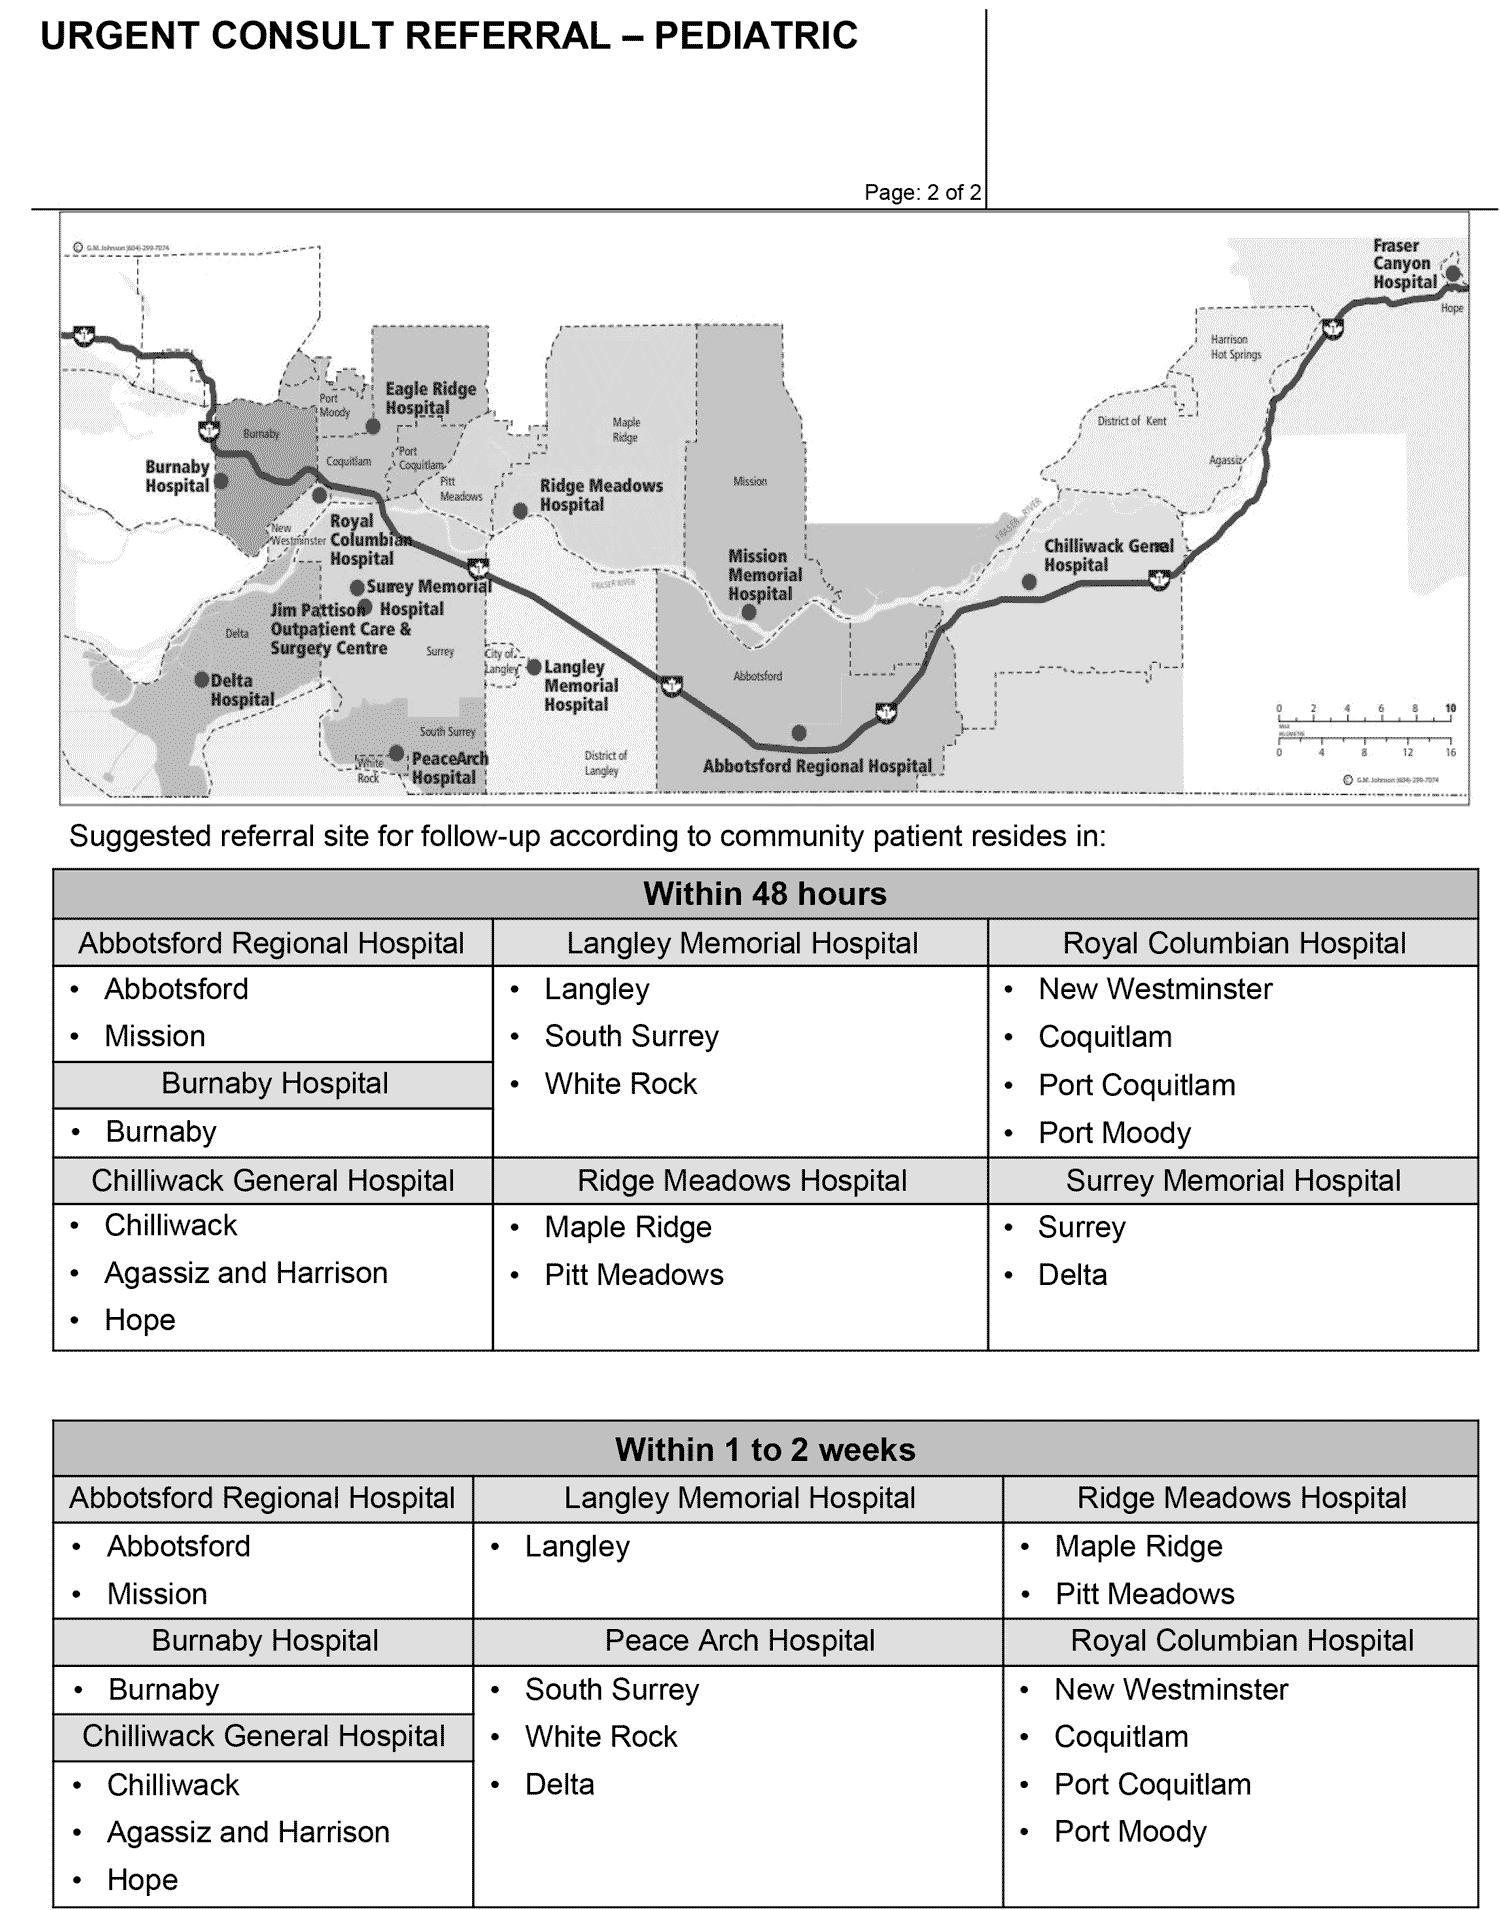 URGENT CONSULT REFERRAL – PEDIATRIC
Page: 2 of 2
© G.M. Johnson (604)-299-7074
Fraser
Canyon
Hospital
Hope
Harrison
Hot Springs
Eagle Ridge
Hospital
Port
Moody
Maple
Ridge
District of Kent
Burnaby
Coquitlam
Port
Coquitlam
Agassiz
Burnaby
Hospital
Pitt
Meadows
Ridge Meadows
Hospital
Mission
FRASER RIVER
New
Westminster
Royal
Columbian
Hospital
Chilliwack Genal
Hospital
Mission
Memorial
Hospital
FRASER RIVER
Surrey Memorial
Hospital
Jim Pattison
Outpatient Care &
Surgery Centre
Delta
Surrey
City of
Langley
Langley
Memorial
Hospital
Abbotsford
Delta
Hospital
South Surrey
White
Rock
PeaceArch
Hospital
District of
Langley
Abbotsford Regional Hospital
0 2 4 6 8 10
0 4 8 12 16
© G.M. Johnson (604)-299-7074
Suggested referral site for follow-up according to community patient resides in:
Within 48 hours
Abbotsford Regional Hospital
• Abbotsford
• Mission
Burnaby Hospital
• Burnaby
Langley Memorial Hospital
• Langley
• South Surrey
• White Rock
Royal Columbian Hospital
• New Westminster
• Coquitlam
• Port Coquitlam
• Port Moody
Chilliwack General Hospital
• Chilliwack
• Agassiz and Harrison
• Hope
Ridge Meadows Hospital
• Maple Ridge
• Pitt Meadows
Surrey Memorial Hospital
• Surrey
• Delta
Within 1 to 2 weeks
Abbotsford Regional Hospital
• Abbotsford
• Mission
Burnaby Hospital
• Burnaby
Chilliwack General Hospital
• Chilliwack
• Agassiz and Harrison
• Hope
Langley Memorial Hospital
• Langley
Peace Arch Hospital
• South Surrey
• White Rock
• Delta
Ridge Meadows Hospital
• Maple Ridge
• Pitt Meadows
Royal Columbian Hospital
• New Westminster
• Coquitlam
• Port Coquitlam
• Port Moody